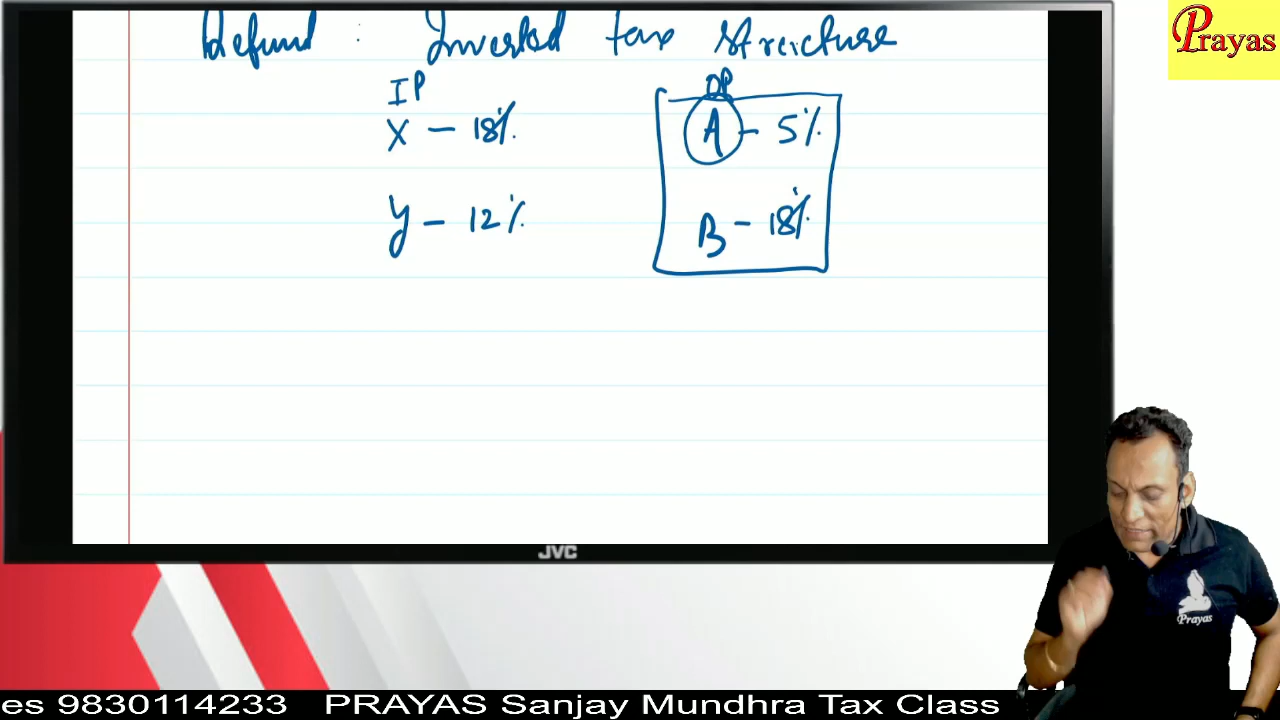 Refund : Inverted tax structure
IP OP
X - 18% A - 5%
Y - 12% B - 18%
Prayas
JVC
Prayas
es 9830114233 PRAYAS Sanjay Mundhra Tax Class